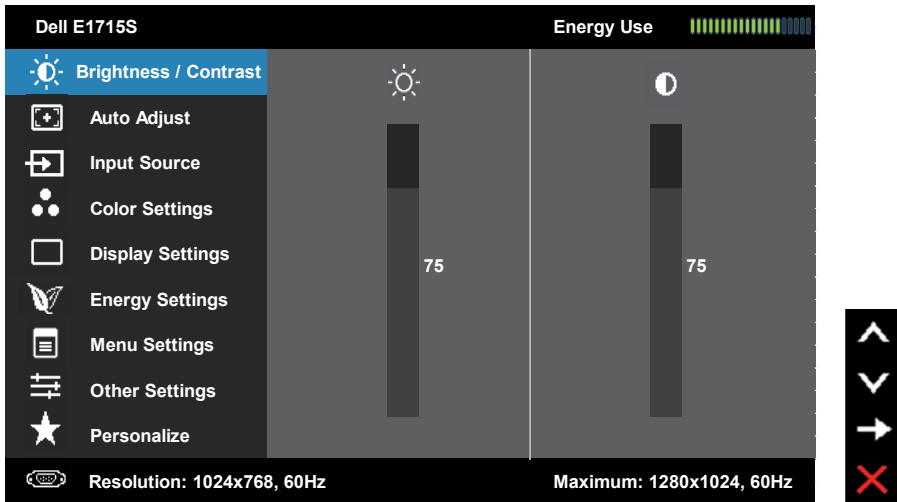 Dell E1715S
Energy Use
Brightness / Contrast
Auto Adjust
Input Source
Color Settings
Display Settings
Energy Settings
Menu Settings
Other Settings
Personalize
75
75
Resolution: 1024x768, 60Hz
Maximum: 1280x1024, 60Hz